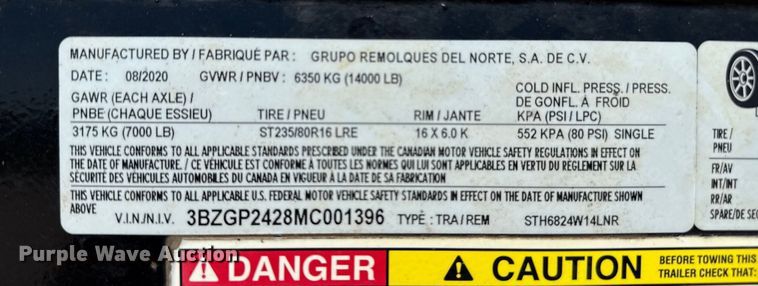 MANUFACTURED BY / FABRIQUÉ PAR : GRUPO REMOLQUES DEL NORTE, S.A. DE C.V.
DATE : 08/2020 GVWR / PNBV : 6350 KG (14000 LB)
GAWR (EACH AXLE) / PNBE (CHAQUE ESSIEU) TIRE / PNEU RIM / JANTE COLD INFL. PRESS. / PRESS. DE GONFL. À FROID KPA (PSI / LPC)
3175 KG (7000 LB) ST235/80R16 LRE 16 X 6.0 K 552 KPA (80 PSI) SINGLE
THIS VEHICLE CONFORMS TO ALL APPLICABLE STANDARDS PRESCRIBED UNDER THE CANADIAN MOTOR VEHICLE SAFETY REGULATIONS IN EFFECT ON
THE DATE OF MANUFACTURE. / CE VÉHICULE EST CONFORME À TOUTES LES NORMES QUI LUI SONT APPLICABLES EN VERTU DU RÈGLEMENT SUR LA
SÉCURITÉ DES VÉHICULES AUTOMOBILES DU CANADA EN VIGUEUR À LA DATE DE SA FABRICATION
THIS VEHICLE CONFORMS TO ALL APPLICABLE U.S. FEDERAL MOTOR VEHICLE SAFETY STANDARDS IN EFFECT ON THE DATE OF MANUFACTURE SHOWN
ABOVE
V.I.N./N.I.V. 3BZGP2428MC001396 TYPE : TRA / REM STH6824W14LNR
TIRE /
PNEU
FR/AV
INT/INT
RR/AR
SPARE/DE
Purple Wave Auction
DANGER
CAUTION
BEFORE TOWING THIS
TRAILER CHECK THAT: